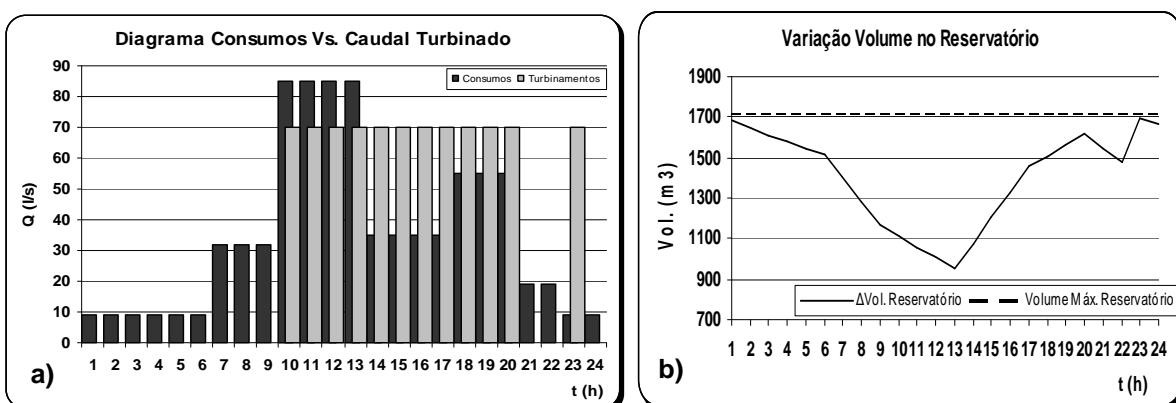 Diagrama Consumos Vs. Caudal Turbinado
Q (l/s)
90
80
70
60
50
40
30
20
10
0
Consumos Turbinamentos
1 2 3 4 5 6 7 8 9 10 11 12 13 14 15 16 17 18 19 20 21 22 23 24
t (h)
a)
Variação Volume no Reservatório
Vol. (m3)
1900
1700
1500
1300
1100
900
700
ΔVol. Reservatório Volume Máx. Reservatório
1 2 3 4 5 6 7 8 9 10 11 12 13 14 15 16 17 18 19 20 21 22 23 24
t (h)
b)